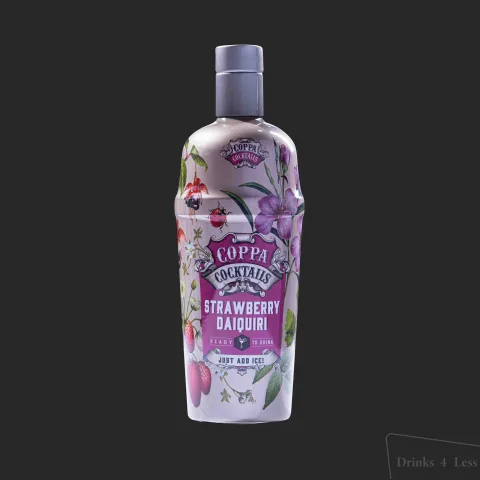 COPPA
COCKTAILS
COPPA
COCKTAILS
STRAWBERRY
DAIQUIRI
READY TO DRINK
JUST ADD ICE!
Drinks 4 Less